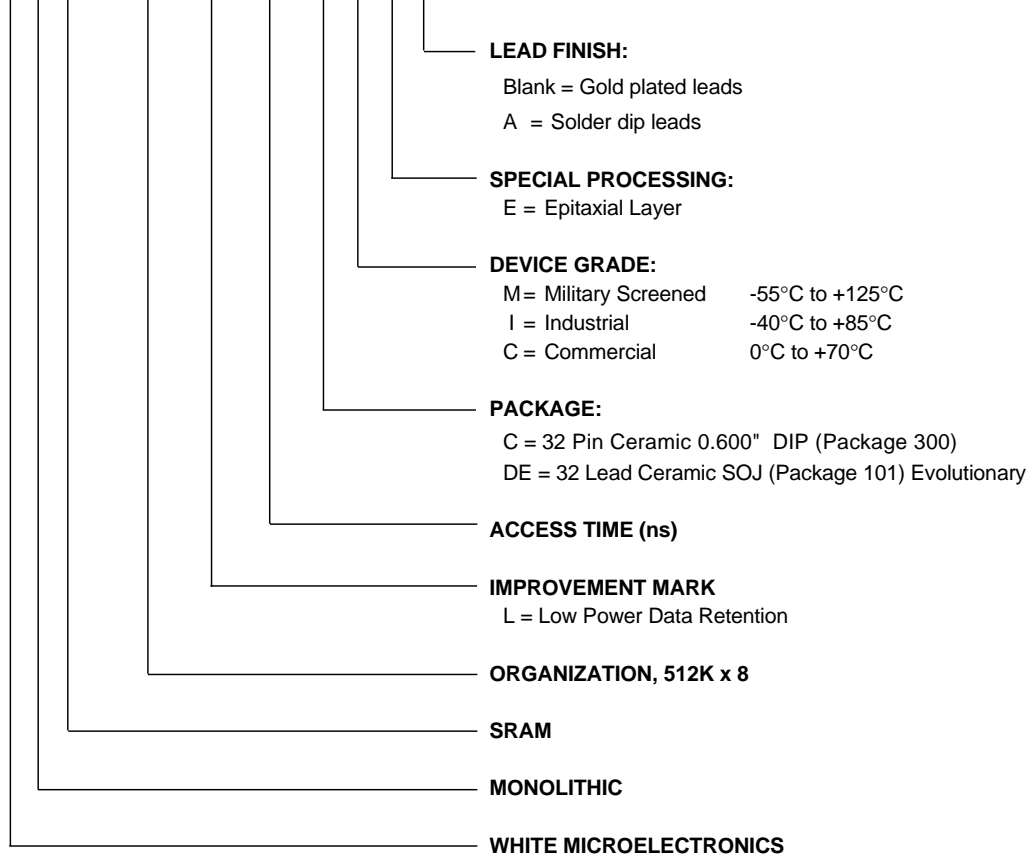 LEAD FINISH:
Blank = Gold plated leads
A = Solder dip leads
SPECIAL PROCESSING:
E = Epitaxial Layer
DEVICE GRADE:
M = Military Screened -55°C to +125°C
I = Industrial -40°C to +85°C
C = Commercial 0°C to +70°C
PACKAGE:
C = 32 Pin Ceramic 0.600" DIP (Package 300)
DE = 32 Lead Ceramic SOJ (Package 101) Evolutionary
ACCESS TIME (ns)
IMPROVEMENT MARK
L = Low Power Data Retention
ORGANIZATION, 512K x 8
SRAM
MONOLITHIC
WHITE MICROELECTRONICS